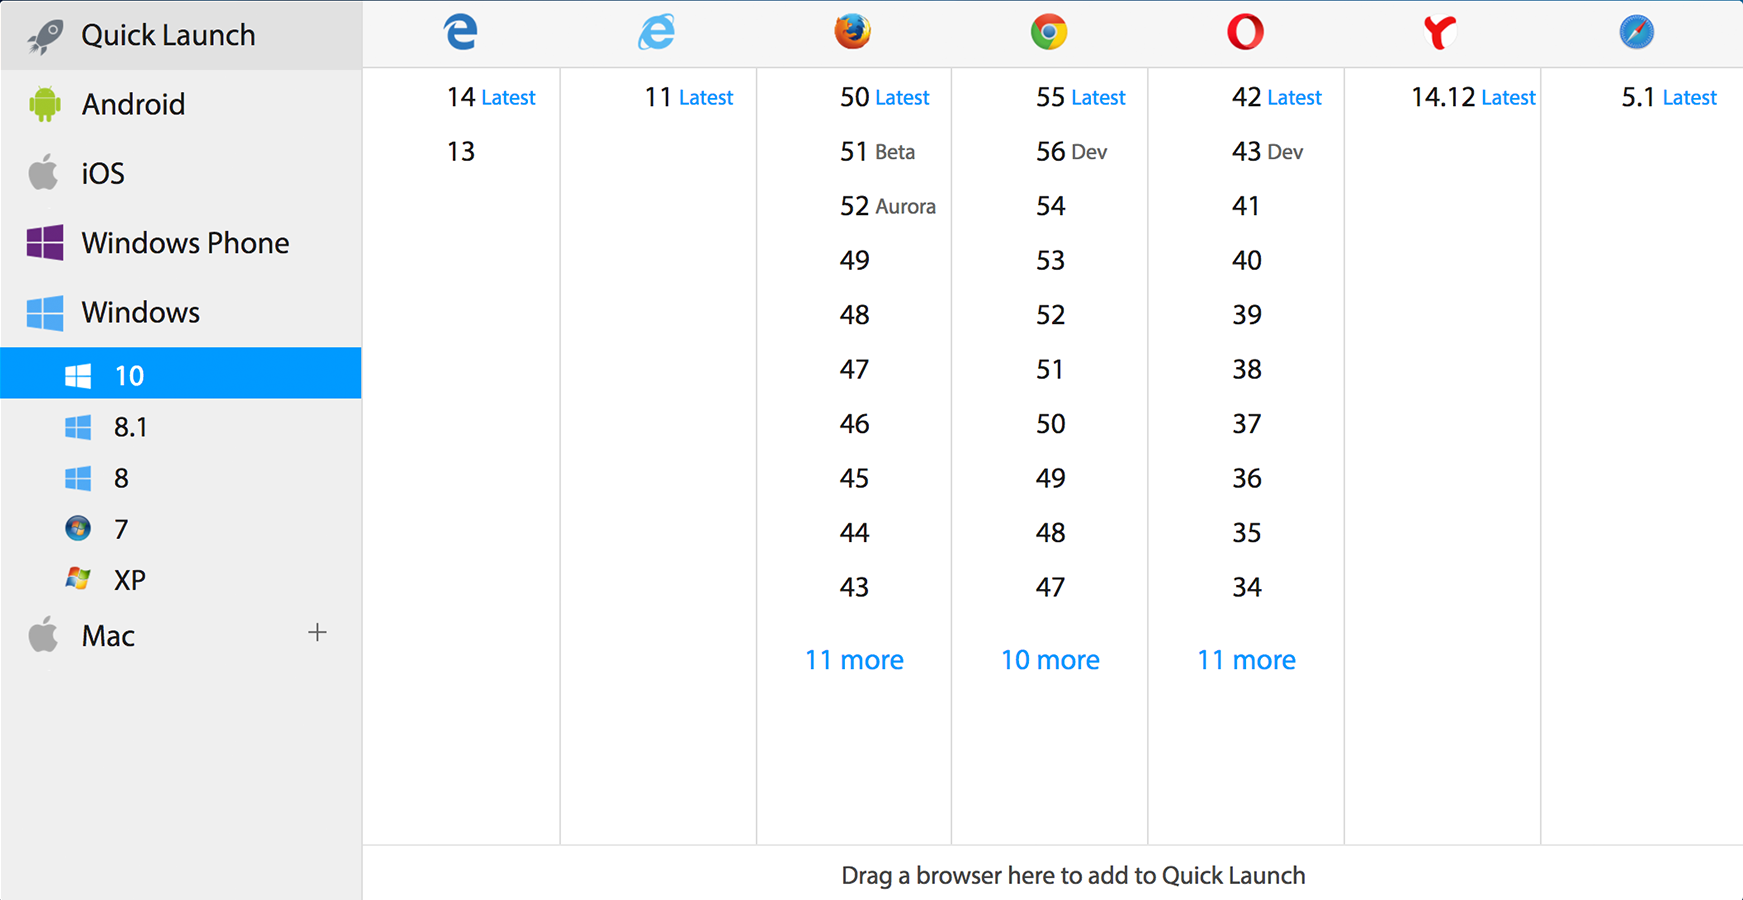 Quick Launch
Android
iOS
Windows Phone
Windows
10
8.1
8
7
XP
Mac +
14 Latest
13
11 Latest
50 Latest
51 Beta
52 Aurora
49
48
47
46
45
44
43
11 more
55 Latest
56 Dev
54
53
52
51
50
49
48
47
10 more
42 Latest
43 Dev
41
40
39
38
37
36
35
34
11 more
14.12 Latest
5.1 Latest
Drag a browser here to add to Quick Launch